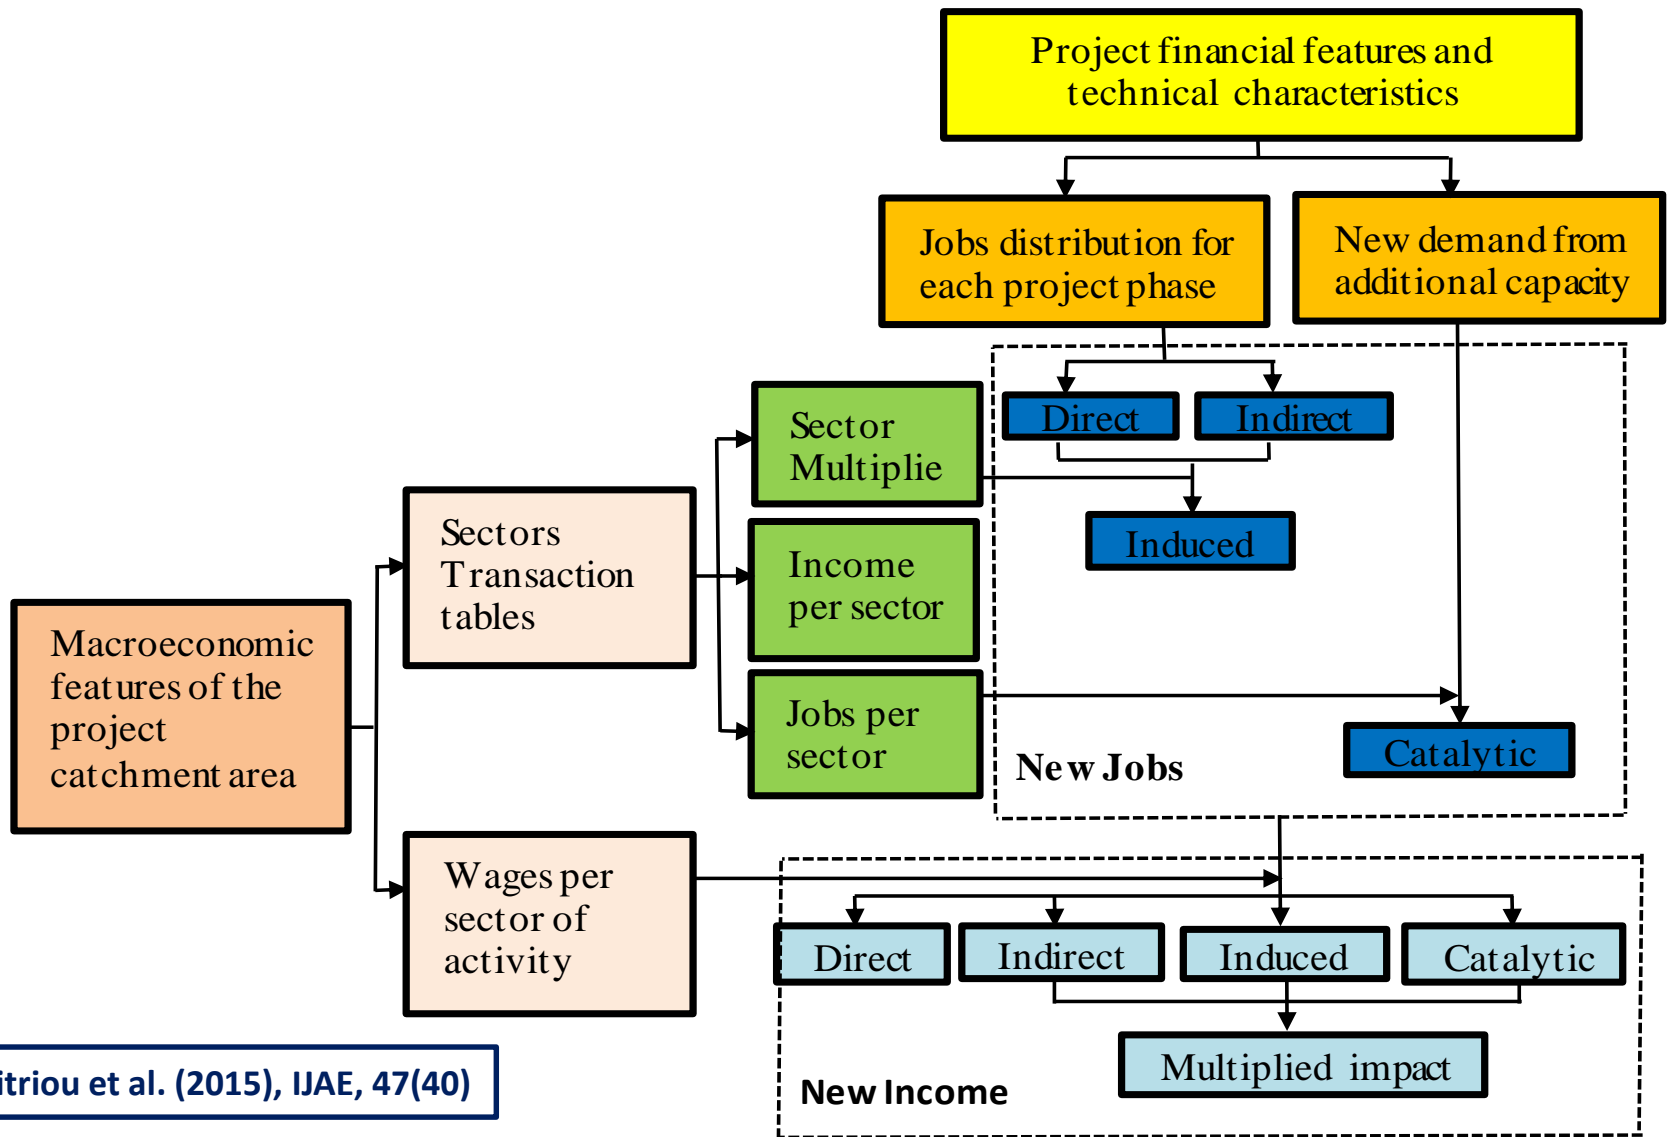 Project financial features and
technical characteristics
Jobs distribution for
each project phase
New demand from
additional capacity
Direct
Indirect
Sector
Multiplie
Induced
Sectors
Transaction
tables
Income
per sector
Macroeconomic
features of the
project
catchment area
Jobs per
sector
Catalytic
New Jobs
Wages per
sector of
activity
Direct
Indirect
Induced
Catalytic
Multiplied impact
New Income
itriou et al. (2015), IJAE, 47(40)